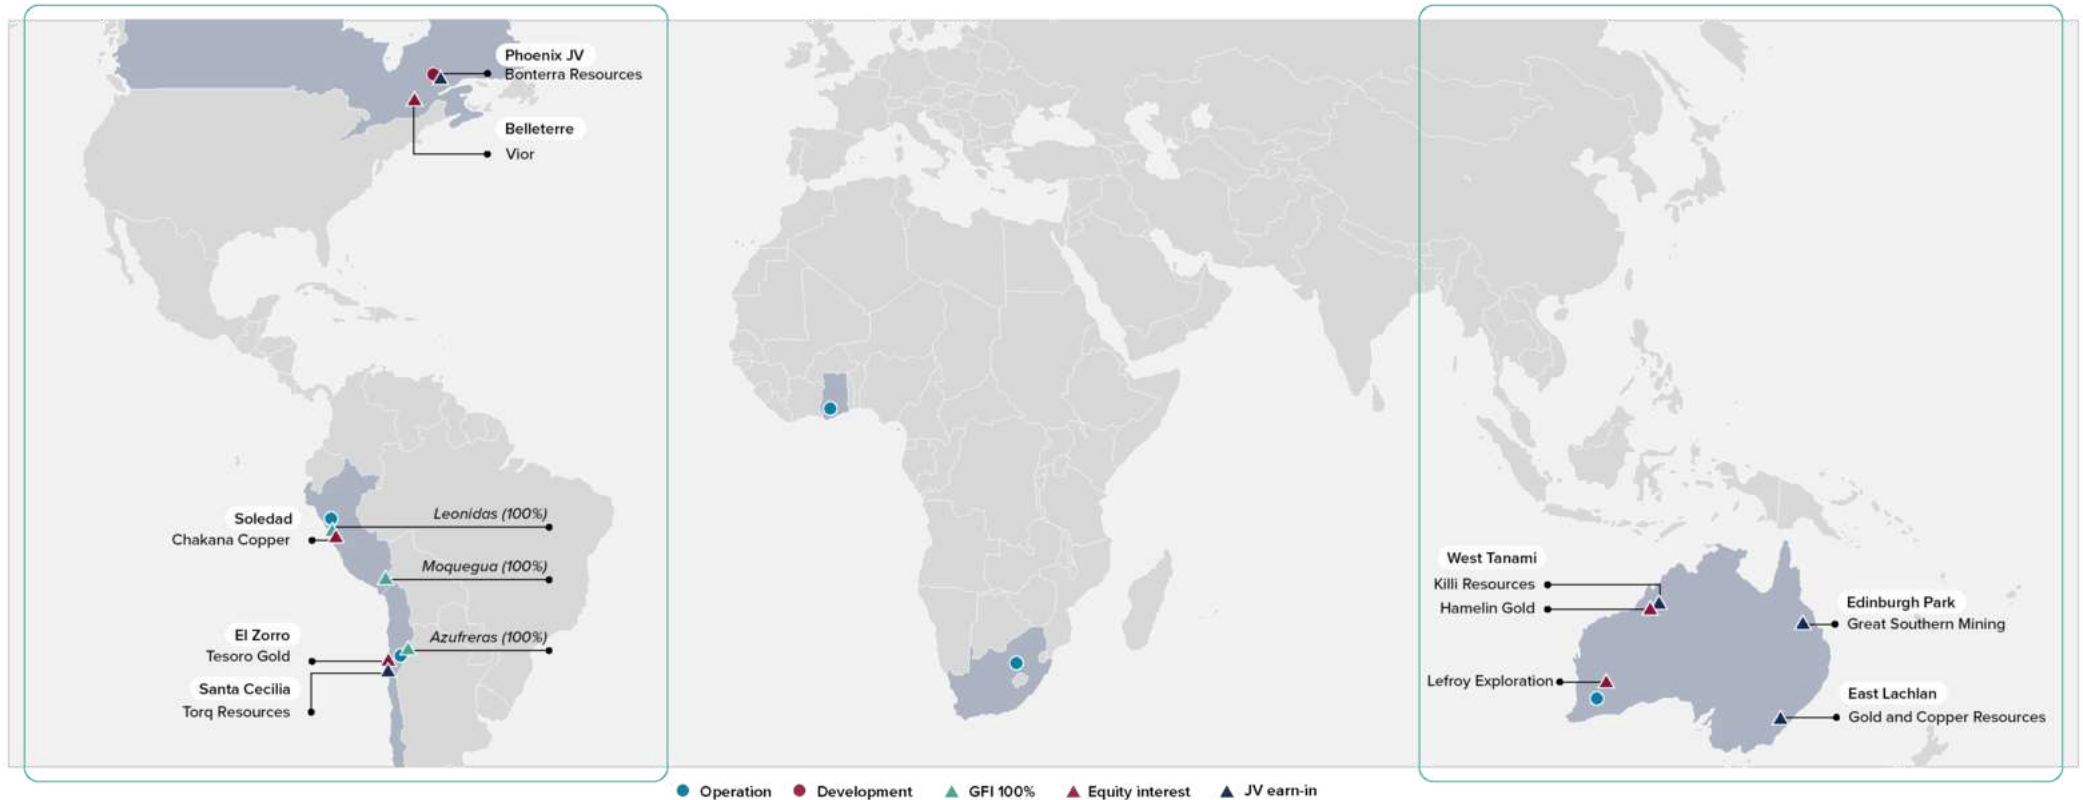 Phoenix JV
Bonterra Resources
Belleterre
Vior
Soledad
Chakana Copper
Leonidas (100%)
Moquegua (100%)
El Zorro
Tesoro Gold
Azufreras (100%)
Santa Cecilia
Torq Resources
West Tanami
Killi Resources
Hamelin Gold
Edinburgh Park
Great Southern Mining
Lefroy Exploration
East Lachlan
Gold and Copper Resources
Operation
Development
GFI 100%
Equity interest
JV earn-in